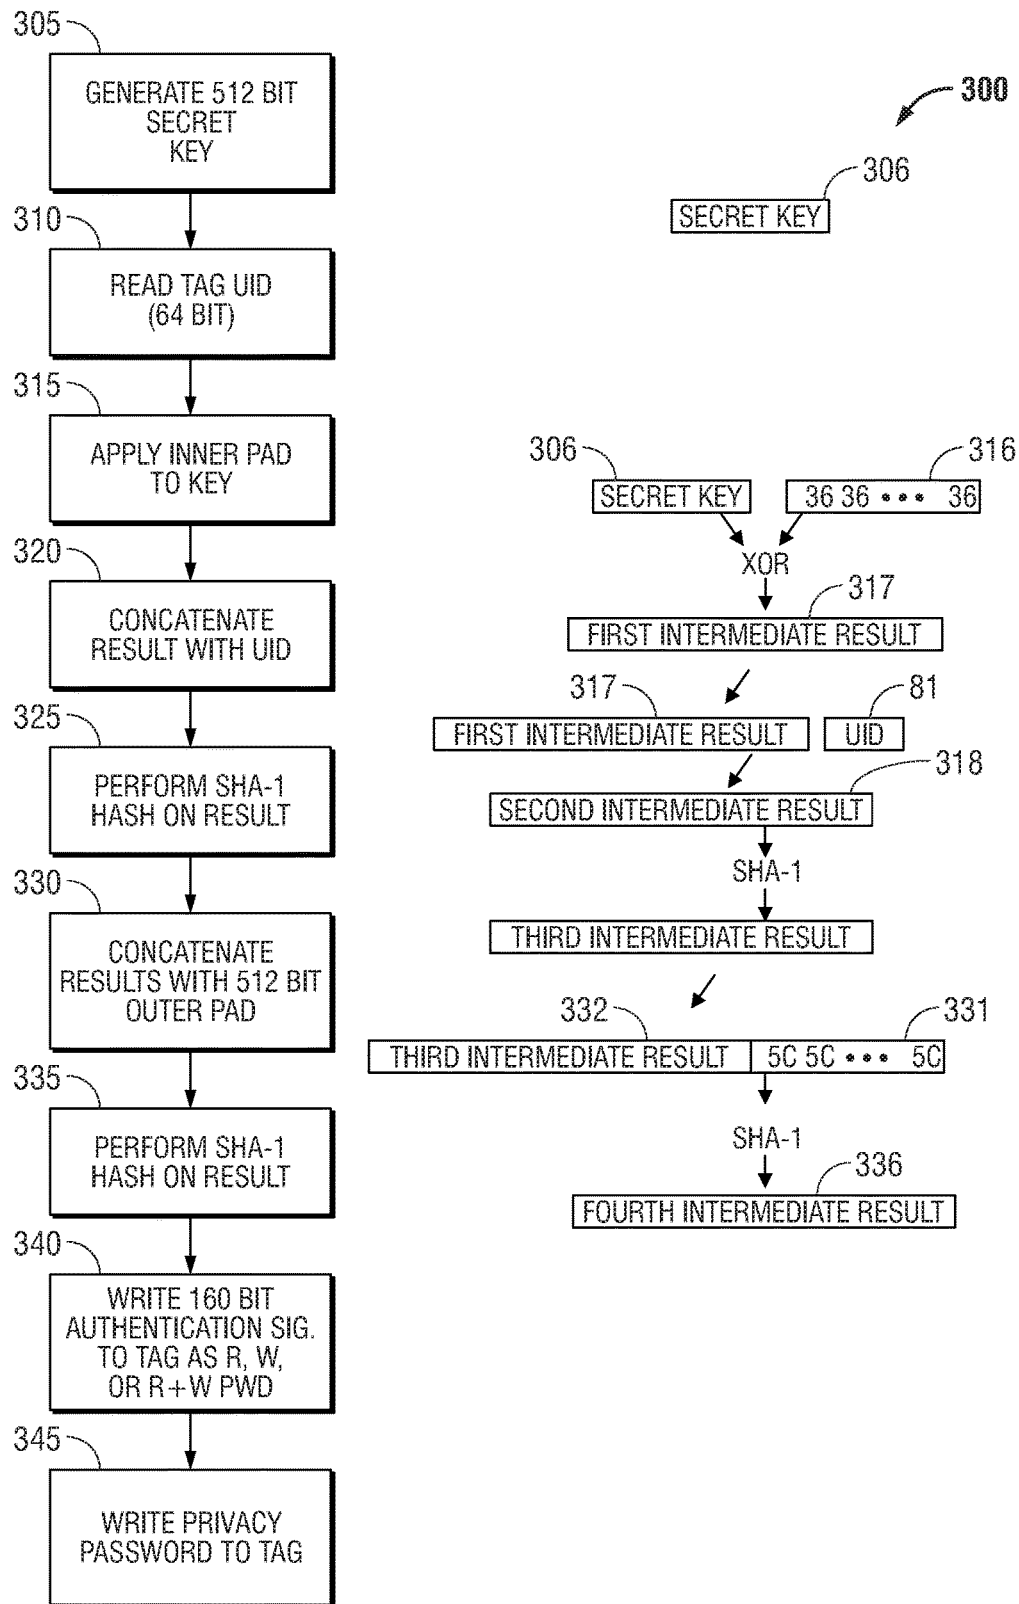 305
GENERATE 512 BIT
SECRET
KEY
300
306
SECRET KEY
310
READ TAG UID
(64 BIT)
315
APPLY INNER PAD
TO KEY
306
316
SECRET KEY
36 36 • • • 36
XOR
320
CONCATENATE
RESULT WITH UID
317
FIRST INTERMEDIATE RESULT
317
81
FIRST INTERMEDIATE RESULT
UID
325
PERFORM SHA-1
HASH ON RESULT
318
SECOND INTERMEDIATE RESULT
SHA-1
THIRD INTERMEDIATE RESULT
330
CONCATENATE
RESULTS WITH 512 BIT
OUTER PAD
332
331
THIRD INTERMEDIATE RESULT
5C 5C • • • 5C
335
PERFORM SHA-1
HASH ON RESULT
SHA-1
336
FOURTH INTERMEDIATE RESULT
340
WRITE 160 BIT
AUTHENTICATION SIG.
TO TAG AS R, W,
OR R+W PWD
345
WRITE PRIVACY
PASSWORD TO TAG